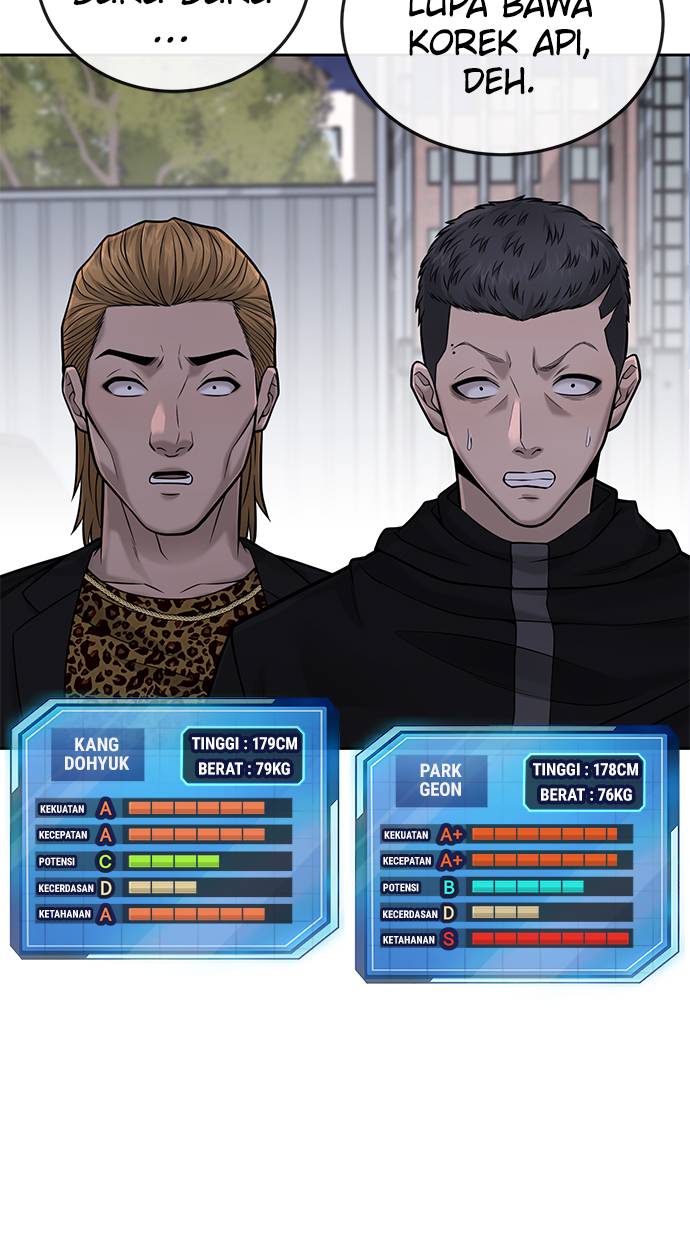 ...
LUPA BAWA
KOREK API,
DEH.
KANG
DOHYUK
TINGGI : 179CM
BERAT : 79KG
KEKUATAN A
KECEPATAN A
POTENSI C
KECERDASAN D
KETAHANAN A
PARK
GEON
TINGGI : 178CM
BERAT : 76KG
KEKUATAN A+
KECEPATAN A+
POTENSI B
KECERDASAN D
KETAHANAN S